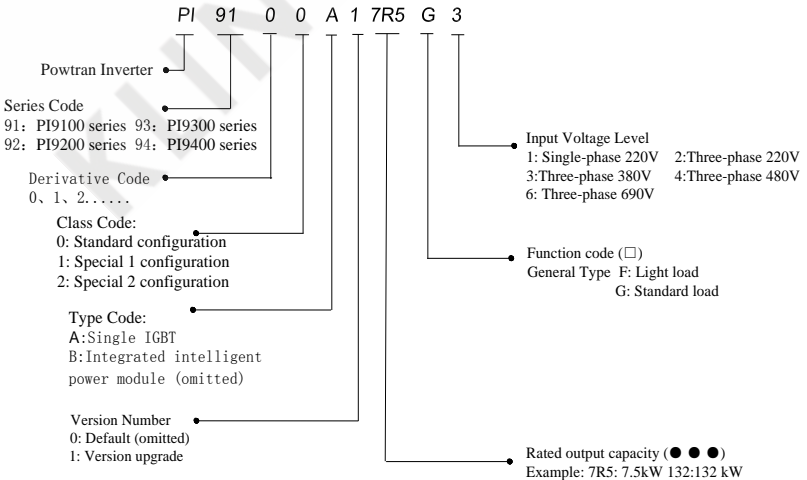 PI 91 0 0 A 1 7R5 G 3
Powtran Inverter
Series Code
91: PI9100 series 93: PI9300 series
92: PI9200 series 94: PI9400 series
Derivative Code
0、1、2......
Class Code:
0: Standard configuration
1: Special 1 configuration
2: Special 2 configuration
Type Code:
A:Single IGBT
B:Integrated intelligent
power module (omitted)
Version Number
0: Default (omitted)
1: Version upgrade
Input Voltage Level
1: Single-phase 220V 2:Three-phase 220V
3:Three-phase 380V 4:Three-phase 480V
6: Three-phase 690V
Function code (□)
General Type F: Light load
G: Standard load
Rated output capacity (● ● ●)
Example: 7R5: 7.5kW 132:132 kW